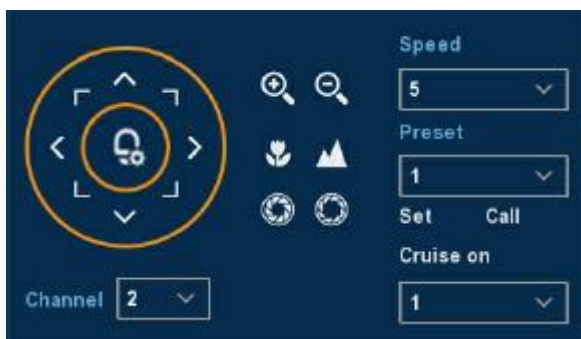 Speed
5
Preset
1
Set Call
Cruise on
1
Channel 2